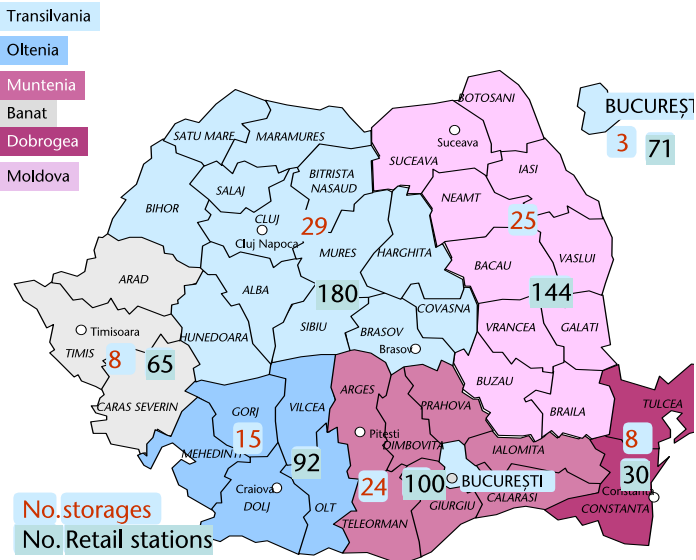 Transilvania
Oltenia
Muntenia
Banat
Dobrogea
Moldova
BOTOSANI
BUCUREȘTI
3
71
SATU MARE
MARAMURES
Suceava
SUCEAVA
IASI
BITRISTA
NASAUD
SALAJ
NEAMT
BIHOR
CLUJ
29
25
Cluj Napoca
MURES
HARGHITA
BACAU
VASLUI
ARAD
ALBA
180
144
COVASNA
Timisoara
HUNEDOARA
SIBIU
BRASOV
VRANCEA
GALATI
Brasov
TIMIS
8
65
BUZAU
ARGES
CARAS SEVERIN
GORJ
VILCEA
PRAHOVA
BRAILA
TULCEA
15
Pitesti
DIMBOVITA
8
MEHEDINTI
92
IALOMITA
24
100
BUCUREȘTI
30
Craiova
Constanta
DOLJ
OLT
GIURGIU
CALARASI
CONSTANTA
TELEORMAN
No. storages
No. Retail stations